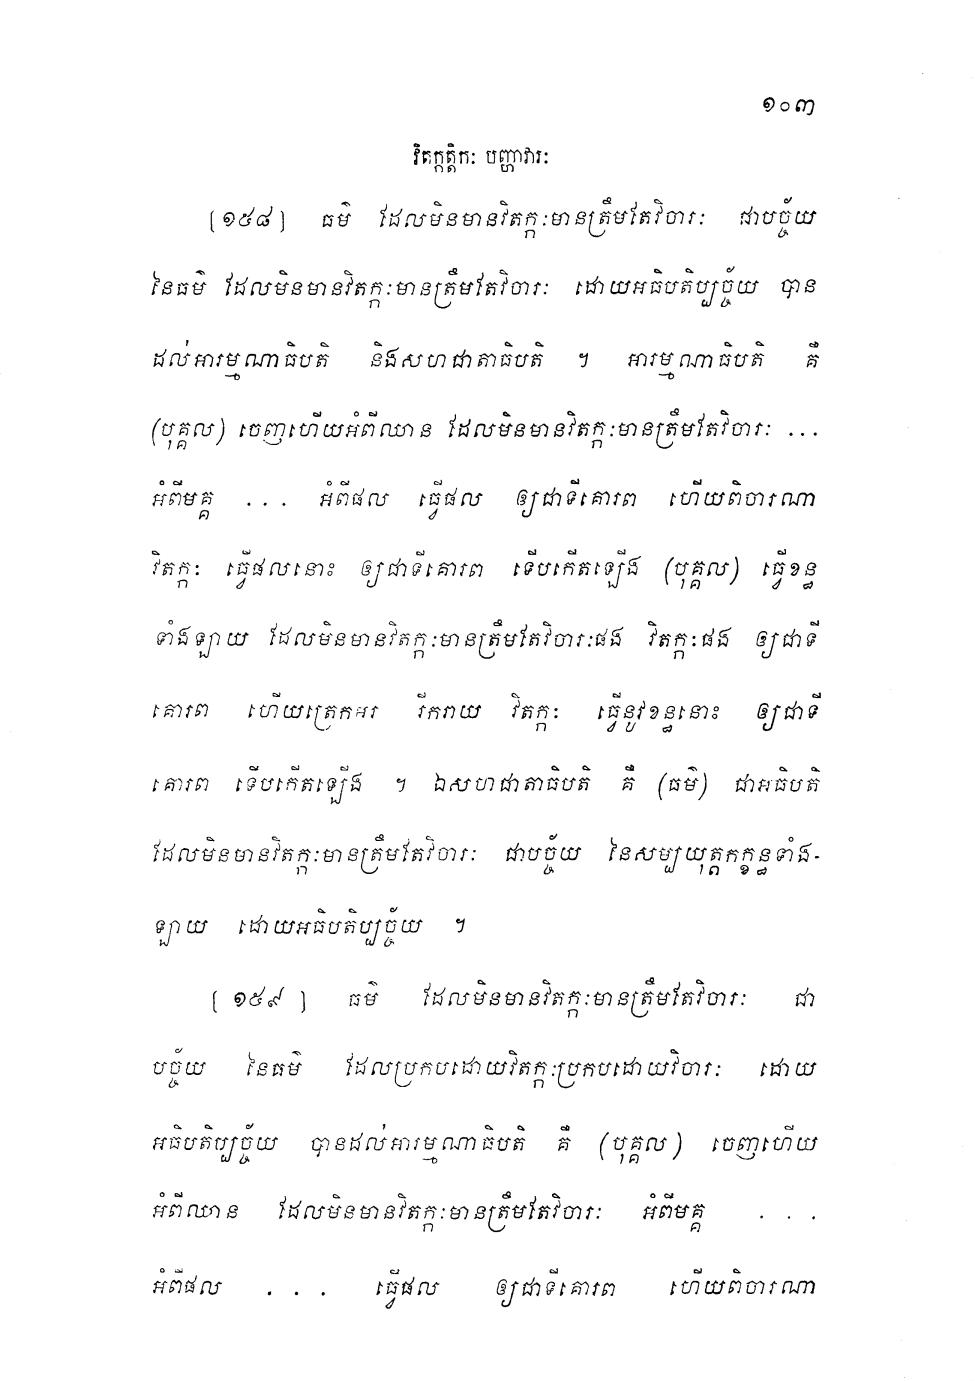 ១០៣
វិតក្កត្តិកៈ បញ្ហាវារៈ
[១៥៨] ធម៌ ដែលមិនមានវិតក្កៈមានត្រឹមតែវិចារៈ ជាបច្ច័យ
នៃធម៌ ដែលមិនមានវិតក្កៈមានត្រឹមតែវិចារៈ ដោយអធិបតិប្បច្ច័យ បាន
ដល់អារម្មណាធិបតិ និងសហជាតាធិបតិ ។ អារម្មណាធិបតិ គឺ
(បុគ្គល) ចេញហើយអំពីឈាន ដែលមិនមានវិតក្កៈមានត្រឹមតែវិចារៈ ...
អំពីមគ្គ ... អំពីផល ធ្វើផល ឲ្យជាទីគោរព ហើយពិចារណា
វិតក្កៈ ធ្វើផលនោះ ឲ្យជាទីគោរព ទើបកើតឡើង (បុគ្គល) ធ្វើខន្ធ
ទាំងឡាយ ដែលមិនមានវិតក្កៈមានត្រឹមតែវិចារៈផង វិតក្កៈផង ឲ្យជាទី
គោរព ហើយត្រេកអរ រីករាយ វិតក្កៈ ធ្វើនូវខន្ធនោះ ឲ្យជាទី
គោរព ទើបកើតឡើង ។ ឯសហជាតាធិបតិ គឺ (ធម៌) ជាអធិបតិ
ដែលមិនមានវិតក្កៈមានត្រឹមតែវិចារៈ ជាបច្ច័យ នៃសម្បយុត្តកក្ខន្ធទាំង-
ឡាយ ដោយអធិបតិប្បច្ច័យ ។
[១៥៩] ធម៌ ដែលមិនមានវិតក្កៈមានត្រឹមតែវិចារៈ ជា
បច្ច័យ នៃធម៌ ដែលប្រកបដោយវិតក្កៈប្រកបដោយវិចារៈ ដោយ
អធិបតិប្បច្ច័យ បានដល់អារម្មណាធិបតិ គឺ (បុគ្គល) ចេញហើយ
អំពីឈាន ដែលមិនមានវិតក្កៈមានត្រឹមតែវិចារៈ អំពីមគ្គ ...
អំពីផល ... ធ្វើផល ឲ្យជាទីគោរព ហើយពិចារណា